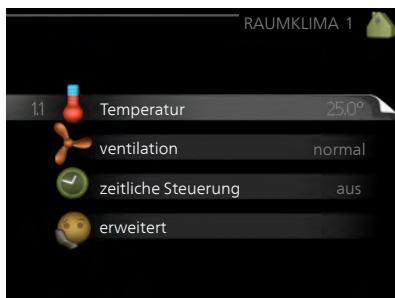 RAUMKLIMA 1
1.1 Temperatur 25.0°
ventilation normal
zeitliche Steuerung aus
erweitert